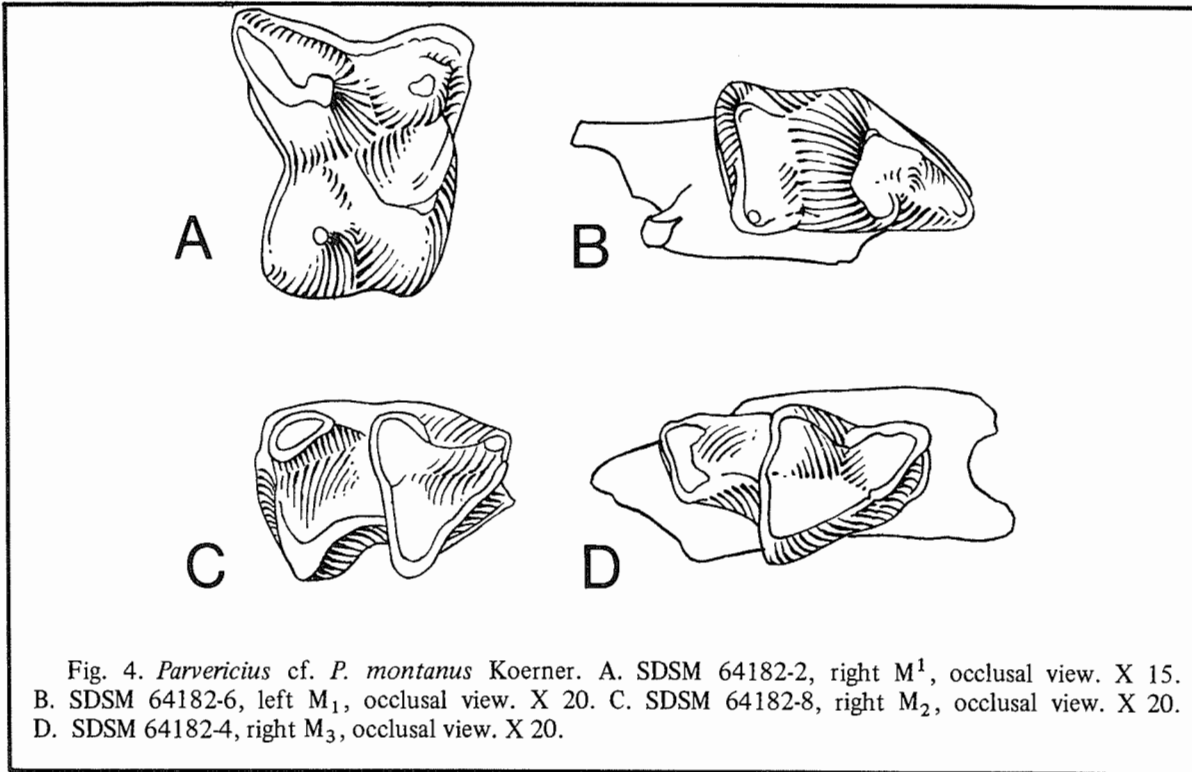 A
B
C
D
Fig. 4. Parvericius cf. P. montanus Koerner. A. SDSM 64182-2, right M¹, occlusal view. X 15.
B. SDSM 64182-6, left M₁, occlusal view. X 20. C. SDSM 64182-8, right M₂, occlusal view. X 20.
D. SDSM 64182-4, right M₃, occlusal view. X 20.